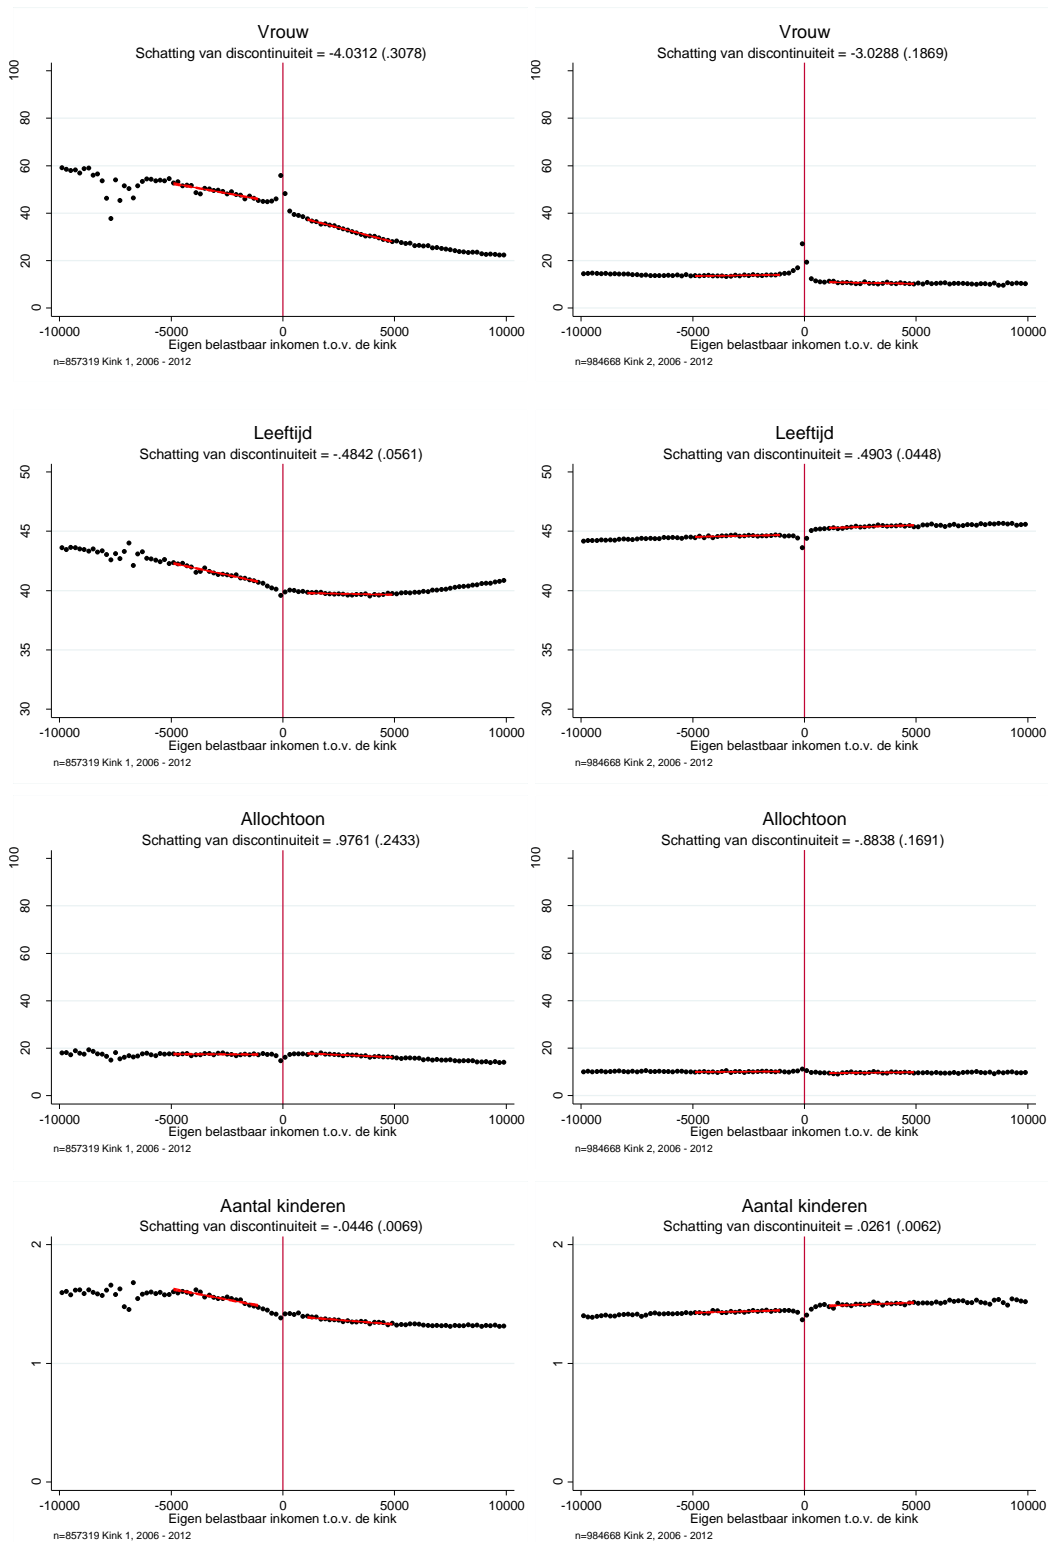 Vrouw
Schatting van discontinuiteit = -4.0312 (.3078)
100
80
60
40
20
0
-10000 -5000 0 5000 10000
Eigen belastbaar inkomen t.o.v. de kink
n=857319 Kink 1, 2006 - 2012
Vrouw
Schatting van discontinuiteit = -3.0288 (.1869)
100
80
60
40
20
0
-10000 -5000 0 5000 10000
Eigen belastbaar inkomen t.o.v. de kink
n=984668 Kink 2, 2006 - 2012
Leeftijd
Schatting van discontinuiteit = -.4842 (.0561)
50
45
40
35
30
-10000 -5000 0 5000 10000
Eigen belastbaar inkomen t.o.v. de kink
n=857319 Kink 1, 2006 - 2012
Leeftijd
Schatting van discontinuiteit = .4903 (.0448)
50
45
40
35
30
-10000 -5000 0 5000 10000
Eigen belastbaar inkomen t.o.v. de kink
n=984668 Kink 2, 2006 - 2012
Allochtoon
Schatting van discontinuiteit = .9761 (.2433)
100
80
60
40
20
0
-10000 -5000 0 5000 10000
Eigen belastbaar inkomen t.o.v. de kink
n=857319 Kink 1, 2006 - 2012
Allochtoon
Schatting van discontinuiteit = -.8838 (.1691)
100
80
60
40
20
0
-10000 -5000 0 5000 10000
Eigen belastbaar inkomen t.o.v. de kink
n=984668 Kink 2, 2006 - 2012
Aantal kinderen
Schatting van discontinuiteit = -.0446 (.0069)
2
1
0
-10000 -5000 0 5000 10000
Eigen belastbaar inkomen t.o.v. de kink
n=857319 Kink 1, 2006 - 2012
Aantal kinderen
Schatting van discontinuiteit = .0261 (.0062)
2
1
0
-10000 -5000 0 5000 10000
Eigen belastbaar inkomen t.o.v. de kink
n=984668 Kink 2, 2006 - 2012